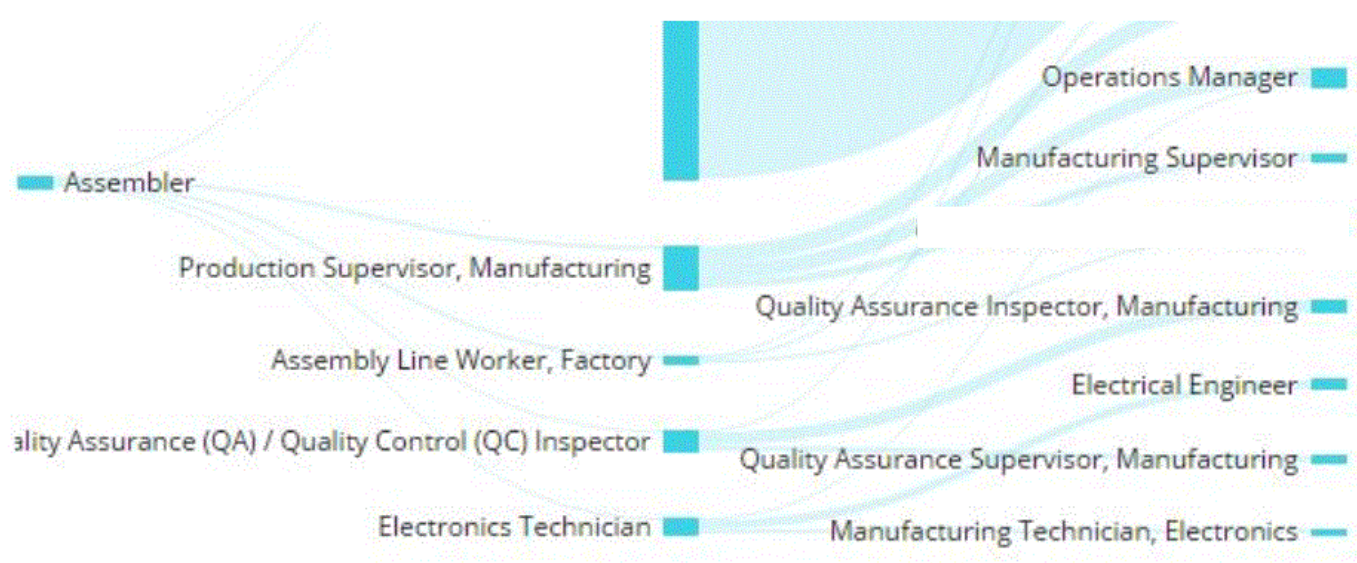 Operations Manager
Manufacturing Supervisor
Assembler
Production Supervisor, Manufacturing
Quality Assurance Inspector, Manufacturing
Assembly Line Worker, Factory
Electrical Engineer
ality Assurance (QA) / Quality Control (QC) Inspector
Quality Assurance Supervisor, Manufacturing
Electronics Technician
Manufacturing Technician, Electronics